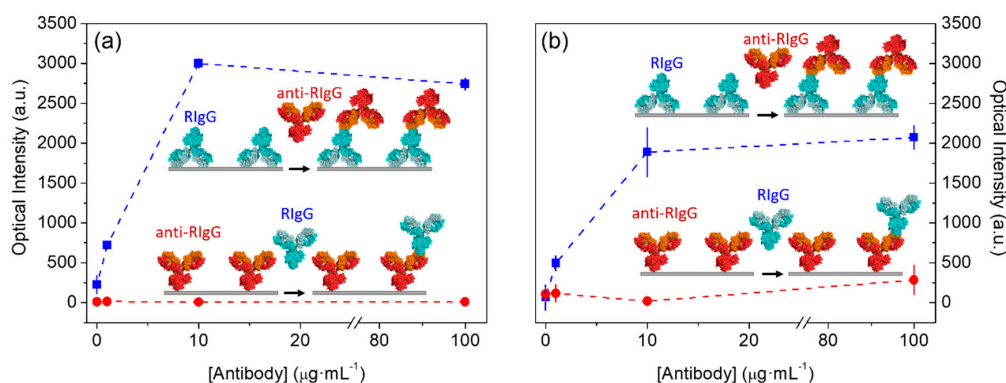 (a)
3500
3000
2500
2000
1500
1000
500
0
Optical Intensity (a.u.)
RIgG
anti-RIgG
anti-RIgG
RIgG
0
20
80
100
[Antibody] (μg·mL-1)
(b)
3500
3000
2500
2000
1500
1000
500
0
Optical Intensity (a.u.)
RIgG
anti-RIgG
anti-RIgG
RIgG
0
20
80
100
[Antibody] (μg·mL-1)